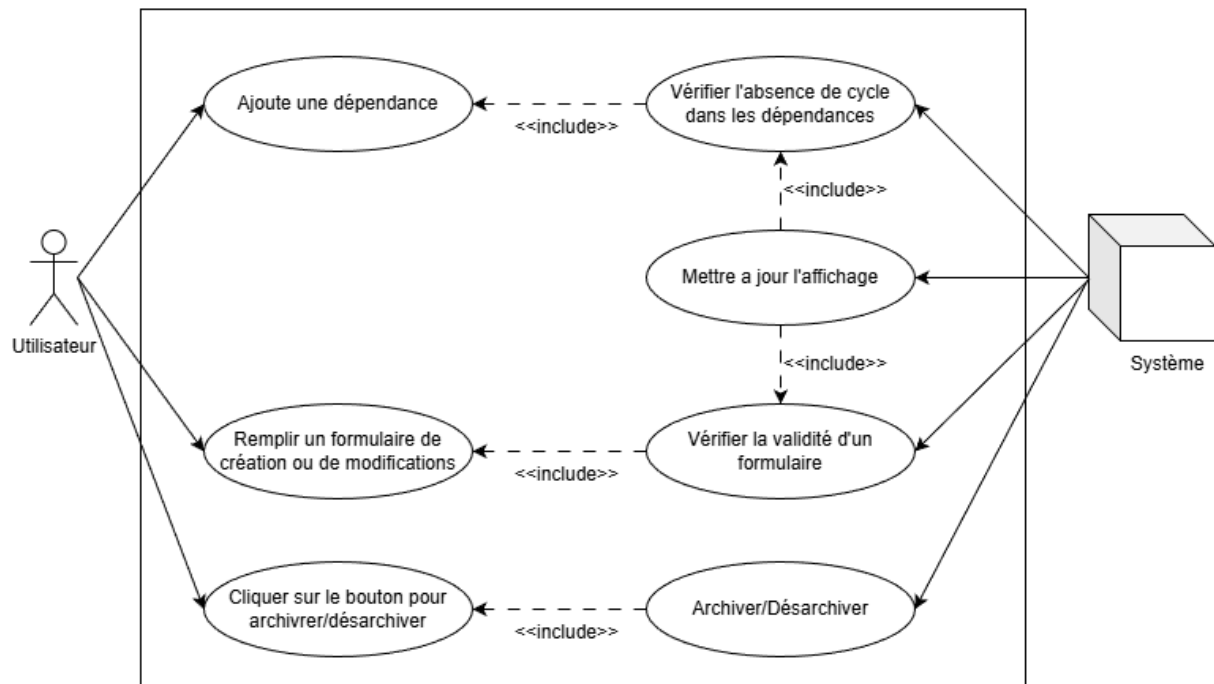 Ajoute une dépendance
Vérifier l'absence de cycle
dans les dépendances
<<include>>
<<include>>
Mettre a jour l'affichage
Utilisateur
<<include>>
Système
Remplir un formulaire de
création ou de modifications
Vérifier la validité d'un
formulaire
<<include>>
Cliquer sur le bouton pour
archivrer/désarchiver
Archiver/Désarchiver
<<include>>